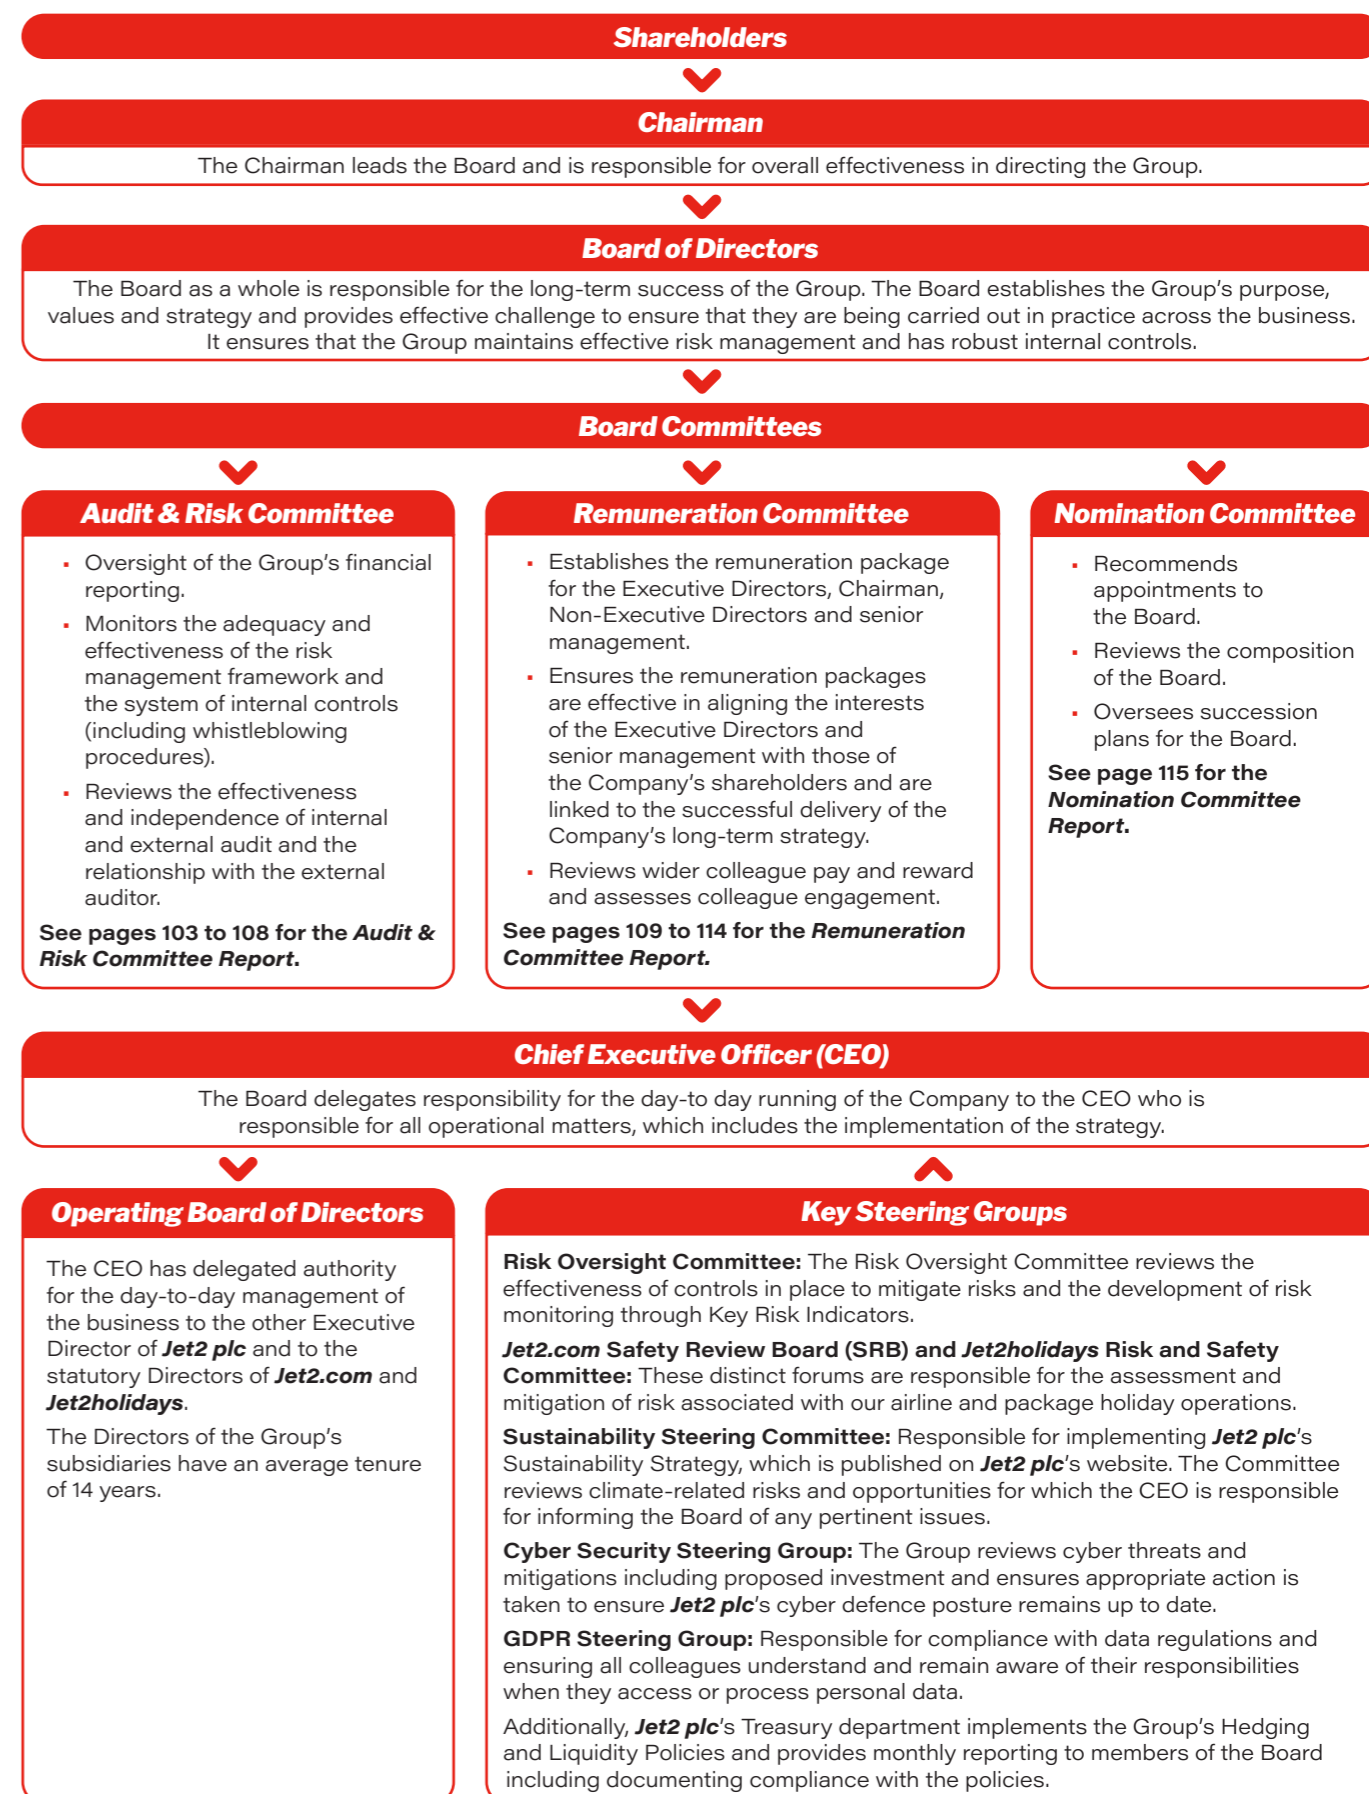 Shareholders
Chairman
The Chairman leads the Board and is responsible for overall effectiveness in directing the Group.
Board of Directors
The Board as a whole is responsible for the long-term success of the Group. The Board establishes the Group's purpose,
values and strategy and provides effective challenge to ensure that they are being carried out in practice across the business.
It ensures that the Group maintains effective risk management and has robust internal controls.
Board Committees
Audit & Risk Committee
▪ Oversight of the Group's financial
reporting.
▪ Monitors the adequacy and
effectiveness of the risk
management framework and
the system of internal controls
(including whistleblowing
procedures).
▪ Reviews the effectiveness
and independence of internal
and external audit and the
relationship with the external
auditor.
See pages 103 to 108 for the Audit &
Risk Committee Report.
Remuneration Committee
▪ Establishes the remuneration package
for the Executive Directors, Chairman,
Non-Executive Directors and senior
management.
▪ Ensures the remuneration packages
are effective in aligning the interests
of the Executive Directors and
senior management with those of
the Company's shareholders and are
linked to the successful delivery of the
Company's long-term strategy.
▪ Reviews wider colleague pay and reward
and assesses colleague engagement.
See pages 109 to 114 for the Remuneration
Committee Report.
Nomination Committee
▪ Recommends
appointments to
the Board.
▪ Reviews the composition
of the Board.
▪ Oversees succession
plans for the Board.
See page 115 for the
Nomination Committee
Report.
Chief Executive Officer (CEO)
The Board delegates responsibility for the day-to day running of the Company to the CEO who is
responsible for all operational matters, which includes the implementation of the strategy.
Operating Board of Directors
The CEO has delegated authority
for the day-to-day management of
the business to the other Executive
Director of Jet2 plc and to the
statutory Directors of Jet2.com and
Jet2holidays.
The Directors of the Group's
subsidiaries have an average tenure
of 14 years.
Key Steering Groups
Risk Oversight Committee: The Risk Oversight Committee reviews the
effectiveness of controls in place to mitigate risks and the development of risk
monitoring through Key Risk Indicators.
Jet2.com Safety Review Board (SRB) and Jet2holidays Risk and Safety
Committee: These distinct forums are responsible for the assessment and
mitigation of risk associated with our airline and package holiday operations.
Sustainability Steering Committee: Responsible for implementing Jet2 plc's
Sustainability Strategy, which is published on Jet2 plc's website. The Committee
reviews climate-related risks and opportunities for which the CEO is responsible
for informing the Board of any pertinent issues.
Cyber Security Steering Group: The Group reviews cyber threats and
mitigations including proposed investment and ensures appropriate action is
taken to ensure Jet2 plc's cyber defence posture remains up to date.
GDPR Steering Group: Responsible for compliance with data regulations and
ensuring all colleagues understand and remain aware of their responsibilities
when they access or process personal data.
Additionally, Jet2 plc's Treasury department implements the Group's Hedging
and Liquidity Policies and provides monthly reporting to members of the Board
including documenting compliance with the policies.